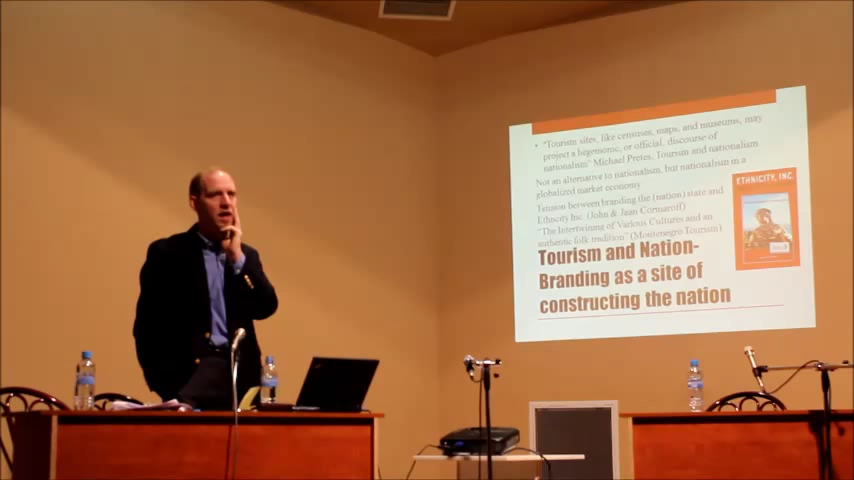 • "Tourism sites, like censuses, maps, and museums, may
project a hegemonic, or official, discourse of
nationalism" Michael Pretes, Tourism and nationalism
Not an alternative to nationalism, but nationalism in a
globalized market economy
Tension between branding the (nation) state and
Ethnicity Inc. (John & Jean Comaroff)
"The Intertwining of Various Cultures and an
authentic folk tradition" (Montenegro Tourism)
ETHNICITY, INC.
Tourism and Nation-
Branding as a site of
constructing the nation